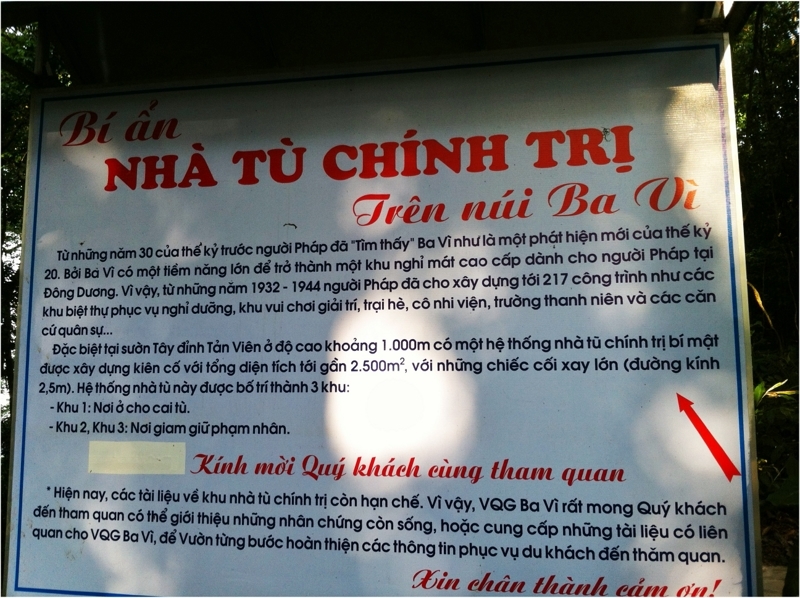 Bí ẩn
NHÀ TÙ CHÍNH TRỊ
Trên núi Ba Vì
Từ những năm 30 của thế kỷ trước người Pháp đã "Tìm thấy" Ba Vì như là một phát hiện mới của thế kỷ
20. Bởi Ba Vì có một tiềm năng lớn để trở thành một khu nghỉ mát cao cấp dành cho người Pháp tại
Đông Dương. Vì vậy, từ những năm 1932 - 1944 người Pháp đã cho xây dựng tới 217 công trình như các
khu biệt thự phục vụ nghỉ dưỡng, khu vui chơi giải trí, trại hè, cô nhi viện, trường thanh niên và các căn
cứ quân sự...
Đặc biệt tại sườn Tây đỉnh Tản Viên ở độ cao khoảng 1.000m có một hệ thống nhà tù chính trị bí mật
được xây dựng kiên cố với tổng diện tích tới gần 2.500m², với những chiếc cối xay lớn (đường kính
2,5m). Hệ thống nhà tù này được bố trí thành 3 khu:
- Khu 1: Nơi ở cho cai tù.
- Khu 2, Khu 3: Nơi giam giữ phạm nhân.
Kính mời Quý khách cùng tham quan
* Hiện nay, các tài liệu về khu nhà tù chính trị còn hạn chế. Vì vậy, VQG Ba Vì rất mong Quý khách
đến tham quan có thể giới thiệu những nhân chứng còn sống, hoặc cung cấp những tài liệu có liên
quan cho VQG Ba Vì, để Vườn từng bước hoàn thiện các thông tin phục vụ du khách đến thăm quan.
Xin chân thành cảm ơn!